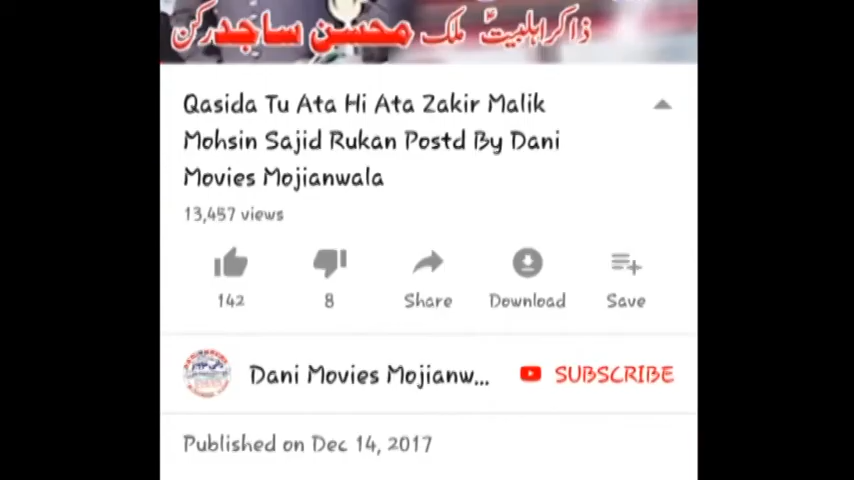 ذاکر اہلبیتؑ ملک محسن ساجد رکن
Qasida Tu Ata Hi Ata Zakir Malik
Mohsin Sajid Rukan Postd By Dani
Movies Mojianwala
13,457 views
142 8 Share Download Save
Dani Movies Mojianw... SUBSCRIBE
Published on Dec 14, 2017